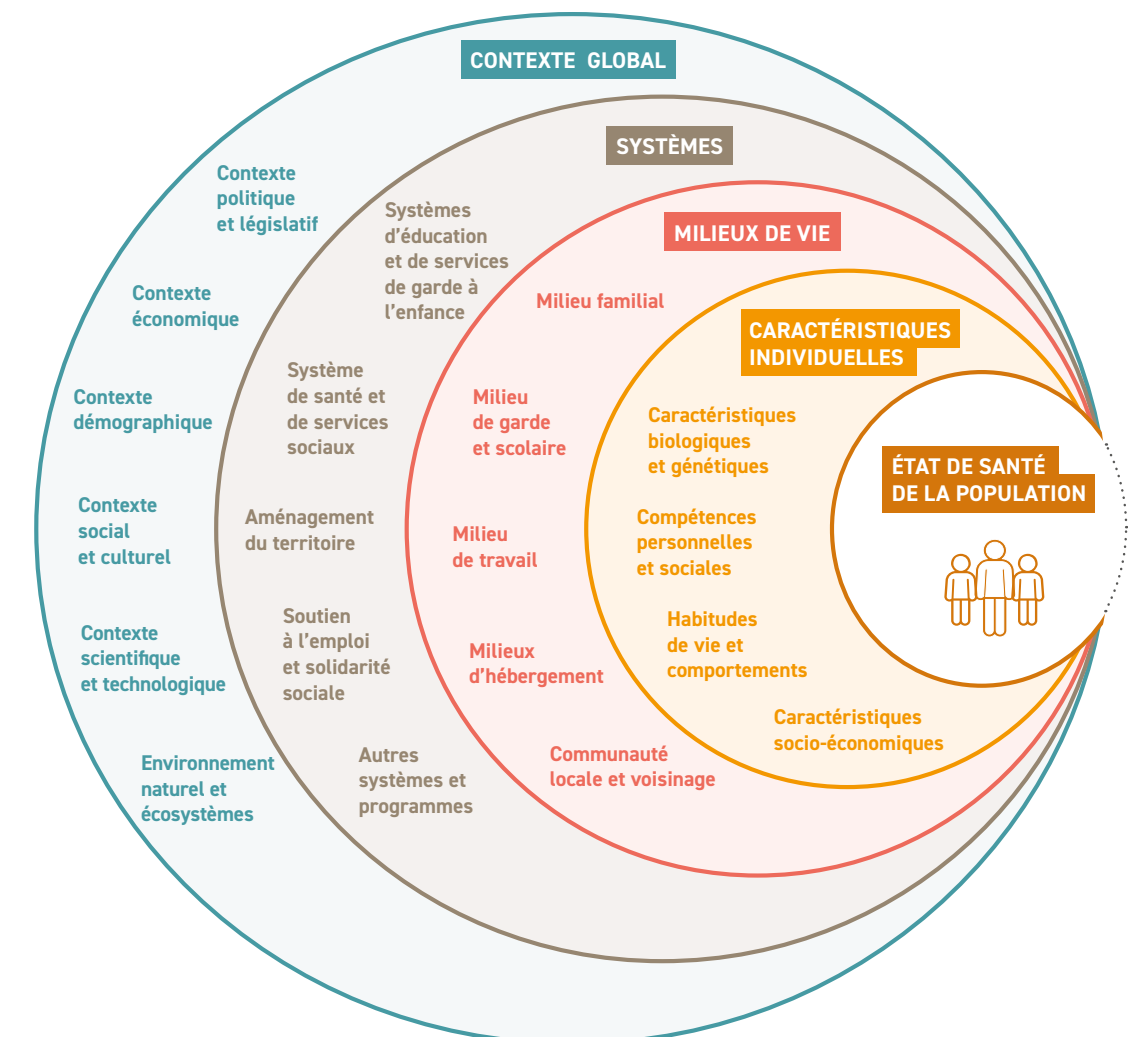 CONTEXTE GLOBAL
Contexte
politique
et législatif
Contexte
économique
Contexte
démographique
Contexte
social
et culturel
Contexte
scientifique
et technologique
Environnement
naturel et
écosystèmes
SYSTÈMES
Systèmes
d'éducation
et de services
de garde à
l'enfance
Système
de santé et
de services
sociaux
Aménagement
du territoire
Soutien
à l'emploi
et solidarité
sociale
Autres
systèmes et
programmes
MILIEUX DE VIE
Milieu familial
Milieu
de garde
et scolaire
Milieu
de travail
Milieux
d'hébergement
Communauté
locale et voisinage
CARACTÉRISTIQUES
INDIVIDUELLES
Caractéristiques
biologiques
et génétiques
Compétences
personnelles
et sociales
Habitudes
de vie et
comportements
Caractéristiques
socio-économiques
ÉTAT DE SANTÉ
DE LA POPULATION